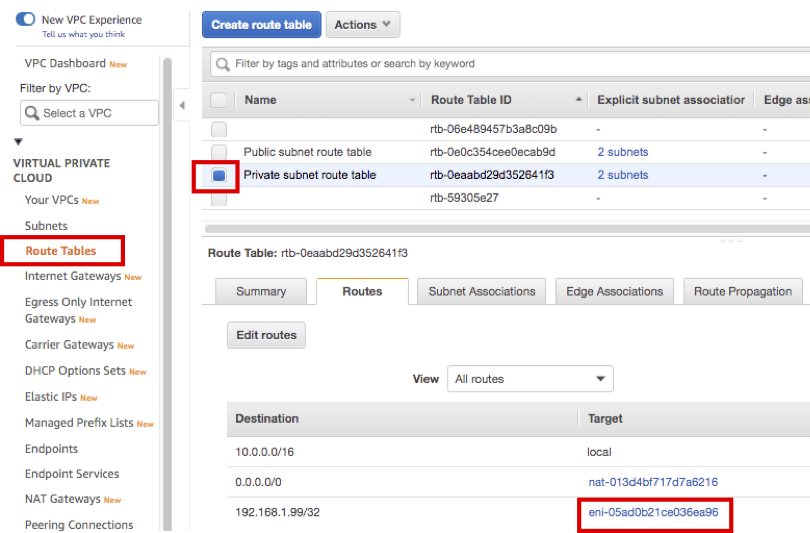 New VPC Experience
Tell us what you think
VPC Dashboard New
Filter by VPC:
Select a VPC
VIRTUAL PRIVATE
CLOUD
Your VPCs New
Subnets
Route Tables
Internet Gateways New
Egress Only Internet
Gateways New
Carrier Gateways New
DHCP Options Sets New
Elastic IPs New
Managed Prefix Lists New
Endpoints
Endpoint Services
NAT Gateways New
Peering Connections
Create route table Actions
Filter by tags and attributes or search by keyword
Name Route Table ID Explicit subnet association Edge ass
rtb-06e489457b3a8c09b - -
Public subnet route table rtb-0e0c354cee0ecab9d 2 subnets -
Private subnet route table rtb-0eaabd29d352641f3 2 subnets -
rtb-59305e27 - -
Route Table: rtb-0eaabd29d352641f3
Summary Routes Subnet Associations Edge Associations Route Propagation
Edit routes
View All routes
Destination Target
10.0.0.0/16 local
0.0.0.0/0 nat-013d4bf717d7a6216
192.168.1.99/32 eni-05ad0b21ce036ea96